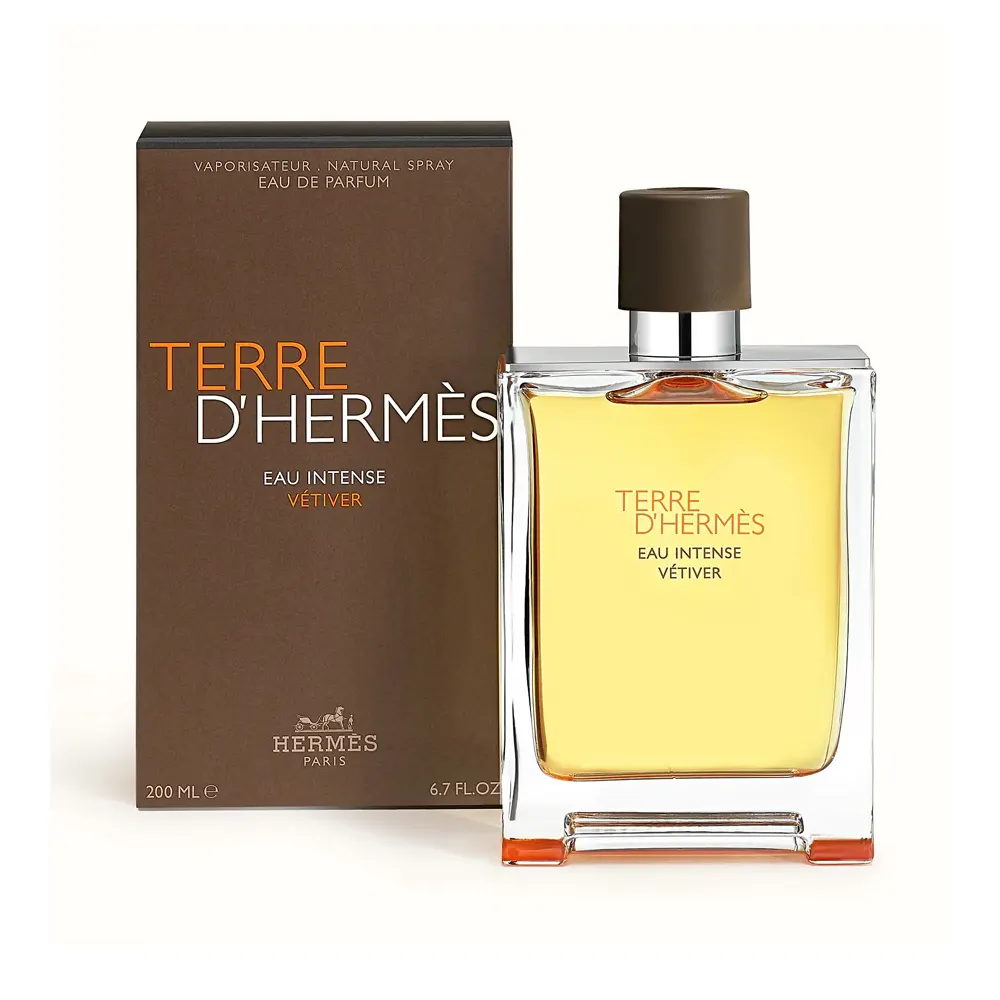 VAPORISATEUR . NATURAL SPRAY
EAU DE PARFUM
TERRE
D'HERMÈS
EAU INTENSE
VÉTIVER
HERMÈS
PARIS
200 ML ℮
6.7 FL.OZ
TERRE
D'HERMÈS
EAU INTENSE
VÉTIVER